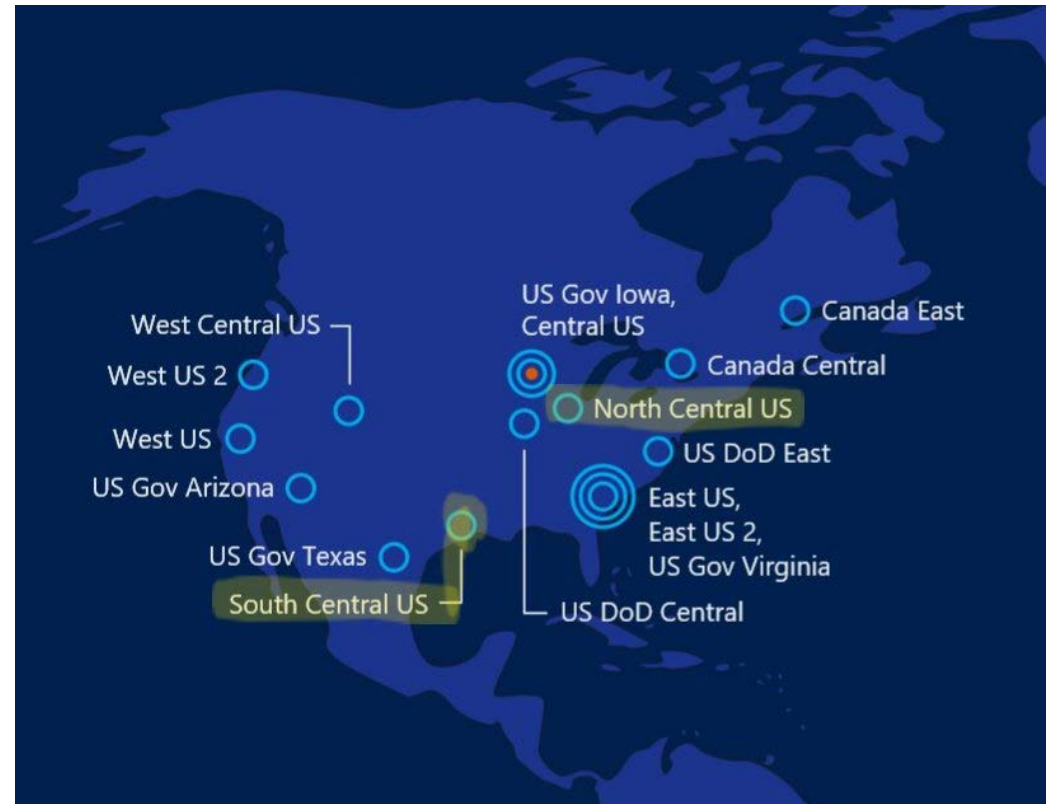 US Gov Iowa,
Central US
Canada East
West Central US
Canada Central
West US 2
North Central US
West US
US DoD East
US Gov Arizona
East US,
East US 2,
US Gov Virginia
US Gov Texas
South Central US
US DoD Central